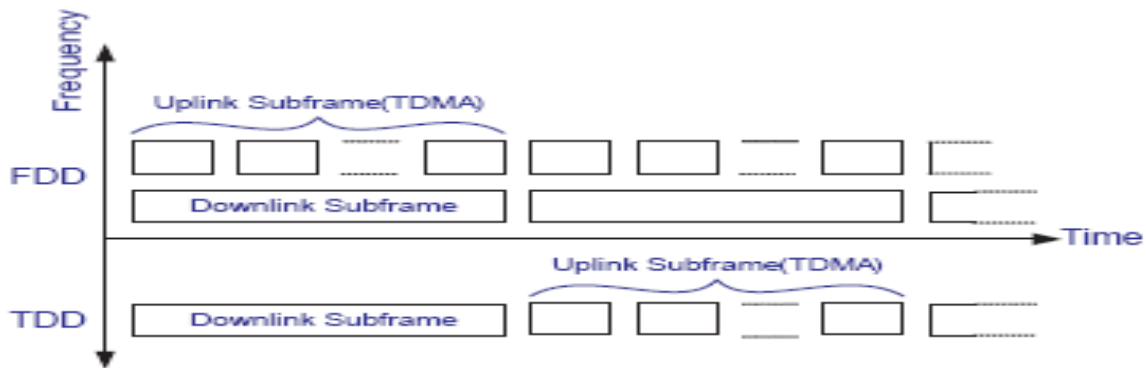 Frequency
Uplink Subframe(TDMA)
FDD
Downlink Subframe
Time
Uplink Subframe(TDMA)
TDD
Downlink Subframe